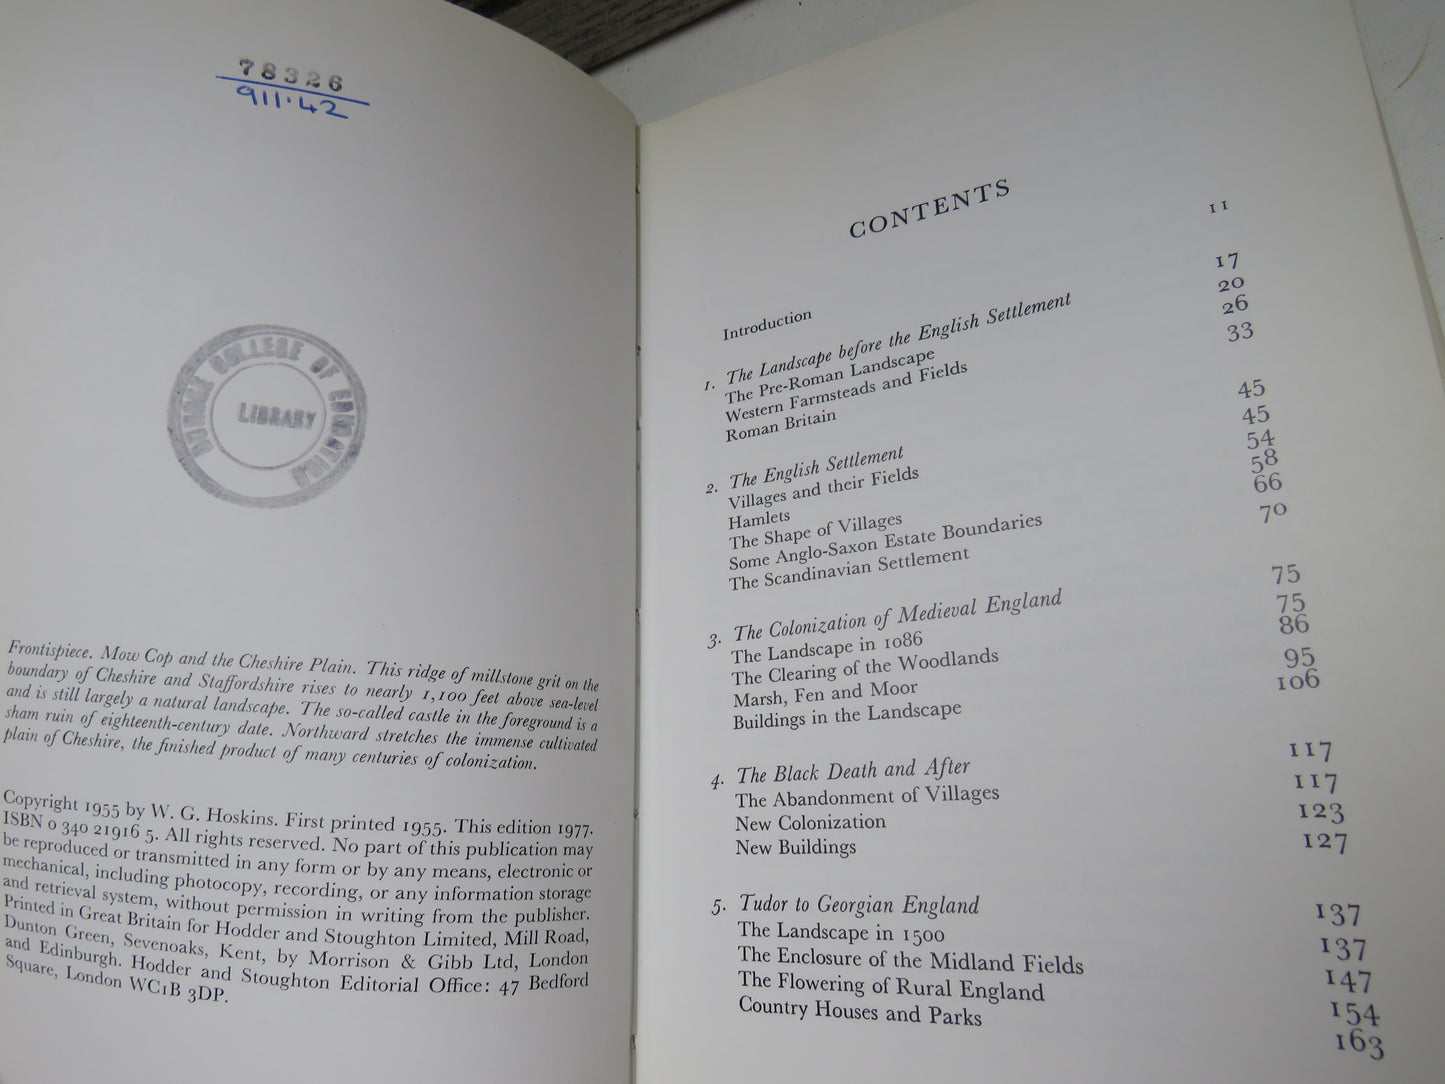 78326
911.42
COLLEGE OF EDUCATION
LIBRARY
Frontispiece. Mow Cop and the Cheshire Plain. This ridge of millstone grit on the
boundary of Cheshire and Staffordshire rises to nearly 1,100 feet above sea-level
and is still largely a natural landscape. The so-called castle in the foreground is a
sham ruin of eighteenth-century date. Northward stretches the immense cultivated
plain of Cheshire, the finished product of many centuries of colonization.
Copyright 1955 by W. G. Hoskins. First printed 1955. This edition 1977.
ISBN 0 340 21916 5. All rights reserved. No part of this publication may
be reproduced or transmitted in any form or by any means, electronic or
mechanical, including photocopy, recording, or any information storage
and retrieval system, without permission in writing from the publisher.
Printed in Great Britain for Hodder and Stoughton Limited, Mill Road,
Dunton Green, Sevenoaks, Kent, by Morrison & Gibb Ltd, London
and Edinburgh. Hodder and Stoughton Editorial Office: 47 Bedford
Square, London WC1B 3DP.
CONTENTS
Introduction 11
1. The Landscape before the English Settlement 17
The Pre-Roman Landscape 20
Western Farmsteads and Fields 26
Roman Britain 33
2. The English Settlement 45
Villages and their Fields 45
Hamlets 54
The Shape of Villages 58
Some Anglo-Saxon Estate Boundaries 66
The Scandinavian Settlement 70
3. The Colonization of Medieval England 75
The Landscape in 1086 75
The Clearing of the Woodlands 86
Marsh, Fen and Moor 95
Buildings in the Landscape 106
4. The Black Death and After 117
The Abandonment of Villages 117
New Colonization 123
New Buildings 127
5. Tudor to Georgian England 137
The Landscape in 1500 137
The Enclosure of the Midland Fields 147
The Flowering of Rural England 154
Country Houses and Parks 163